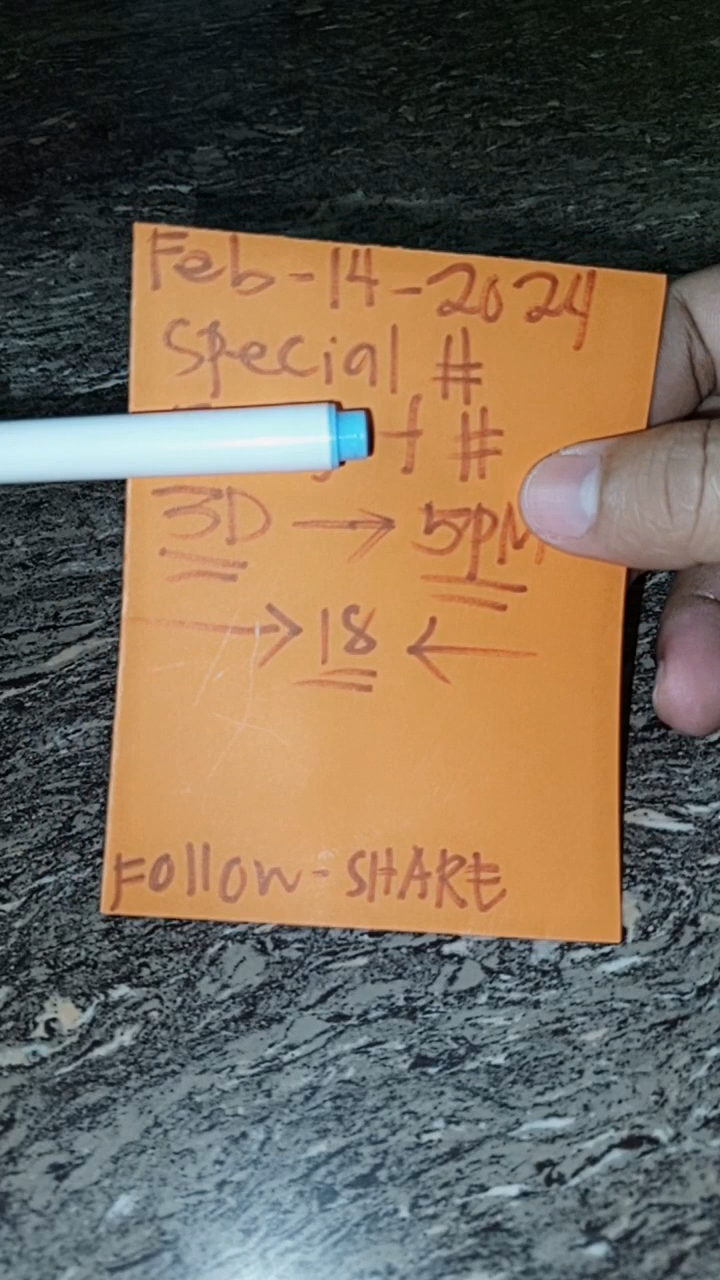 Feb-14-2024
Special #
#
3D → 5PM
→ 18 ←
FOllOW-SHARE